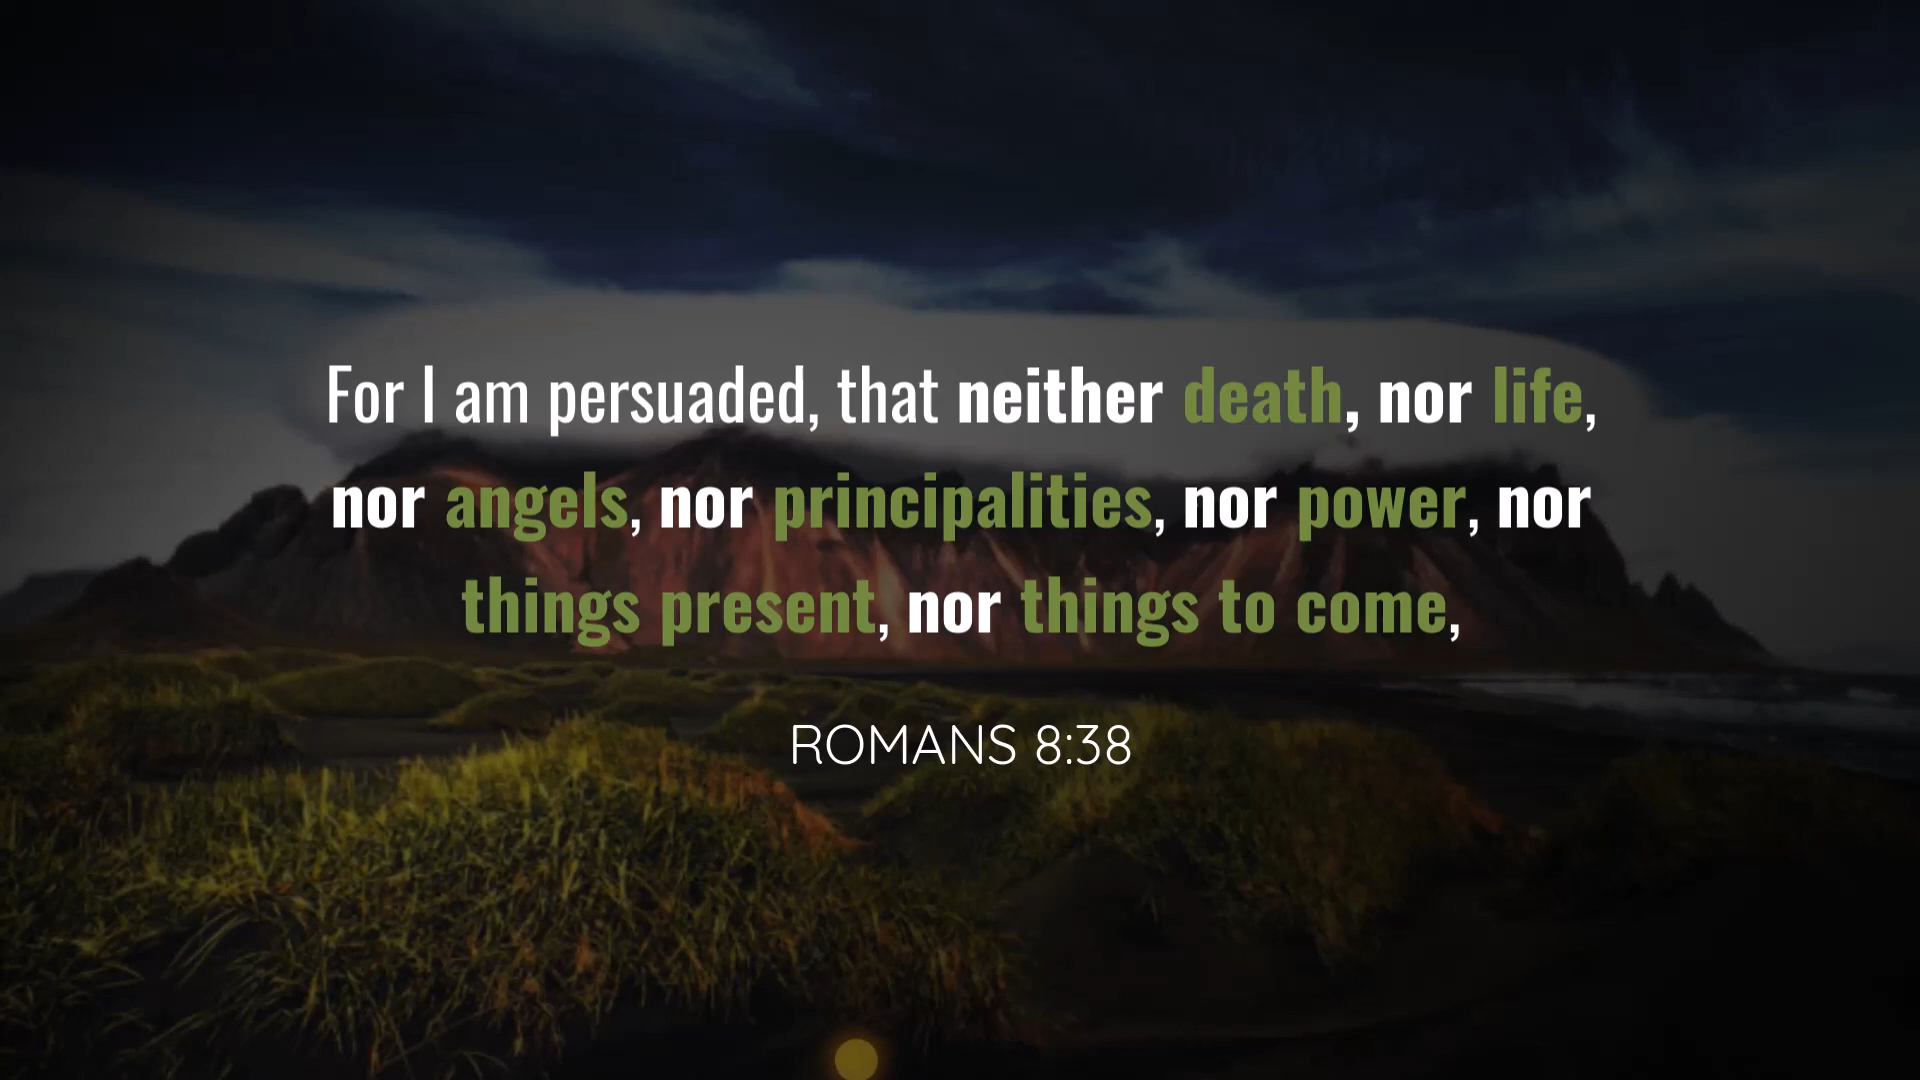 For I am persuaded, that neither death, nor life,
nor angels, nor principalities, nor power, nor
things present, nor things to come,
ROMANS 8:38